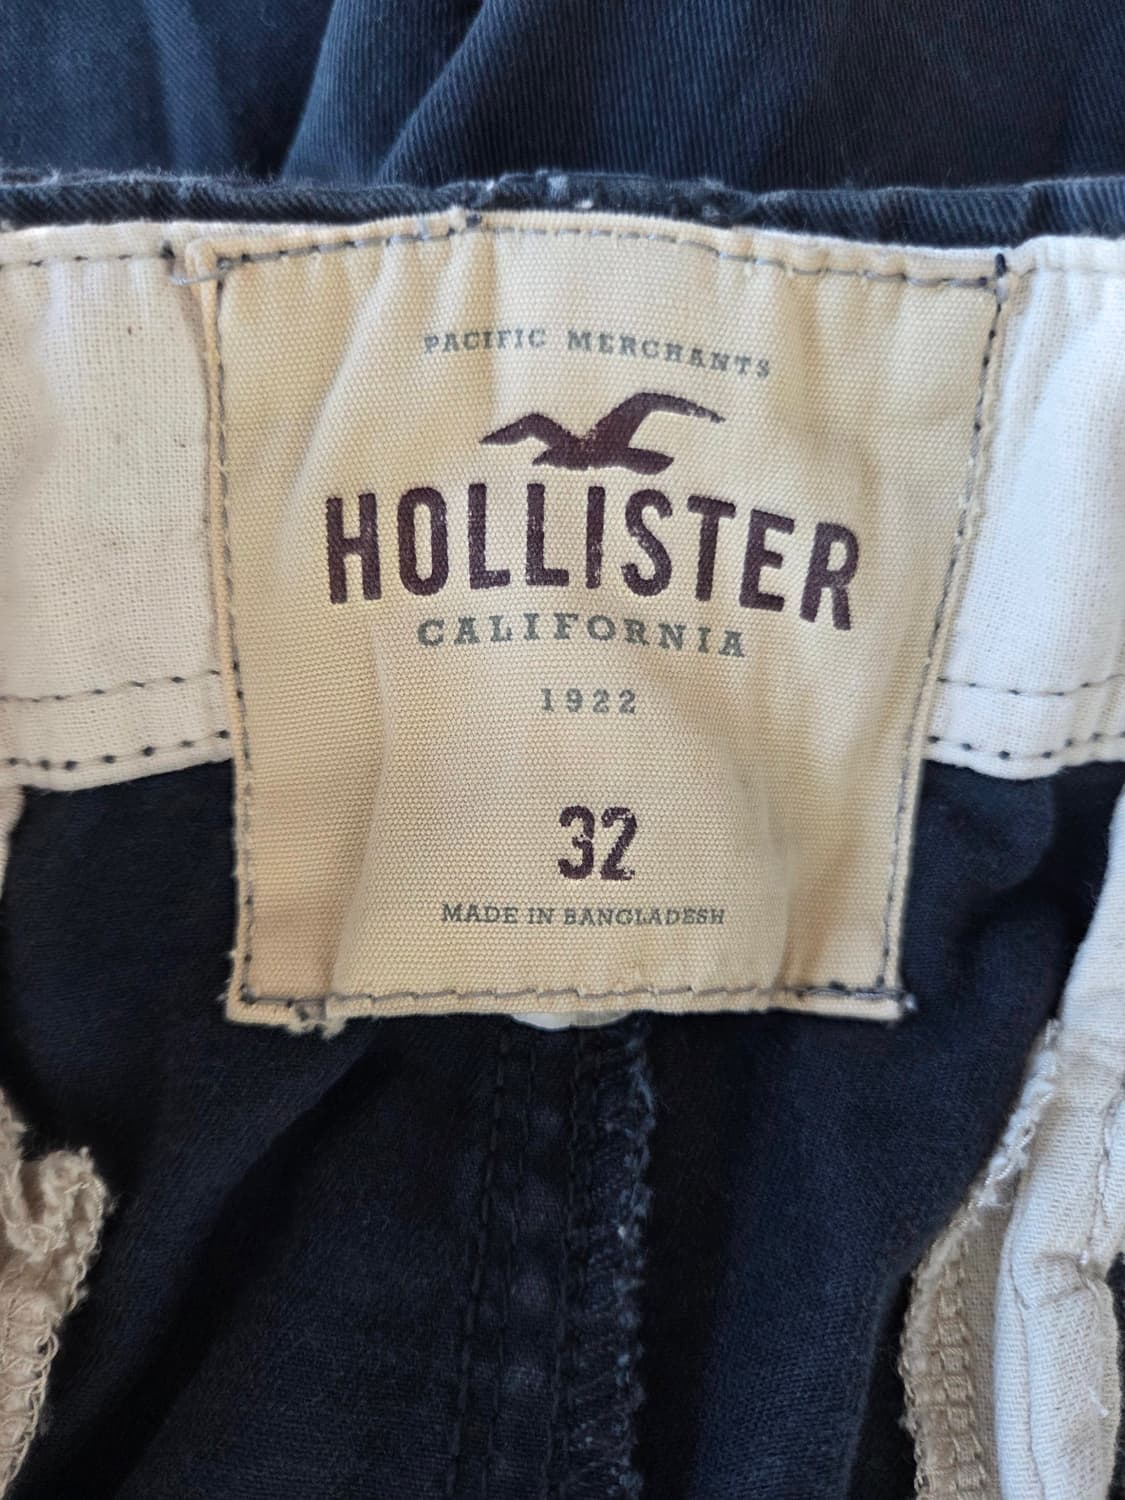 PACIFIC MERCHANTS
HOLLISTER
CALIFORNIA
1922
32
MADE IN BANGLADESH